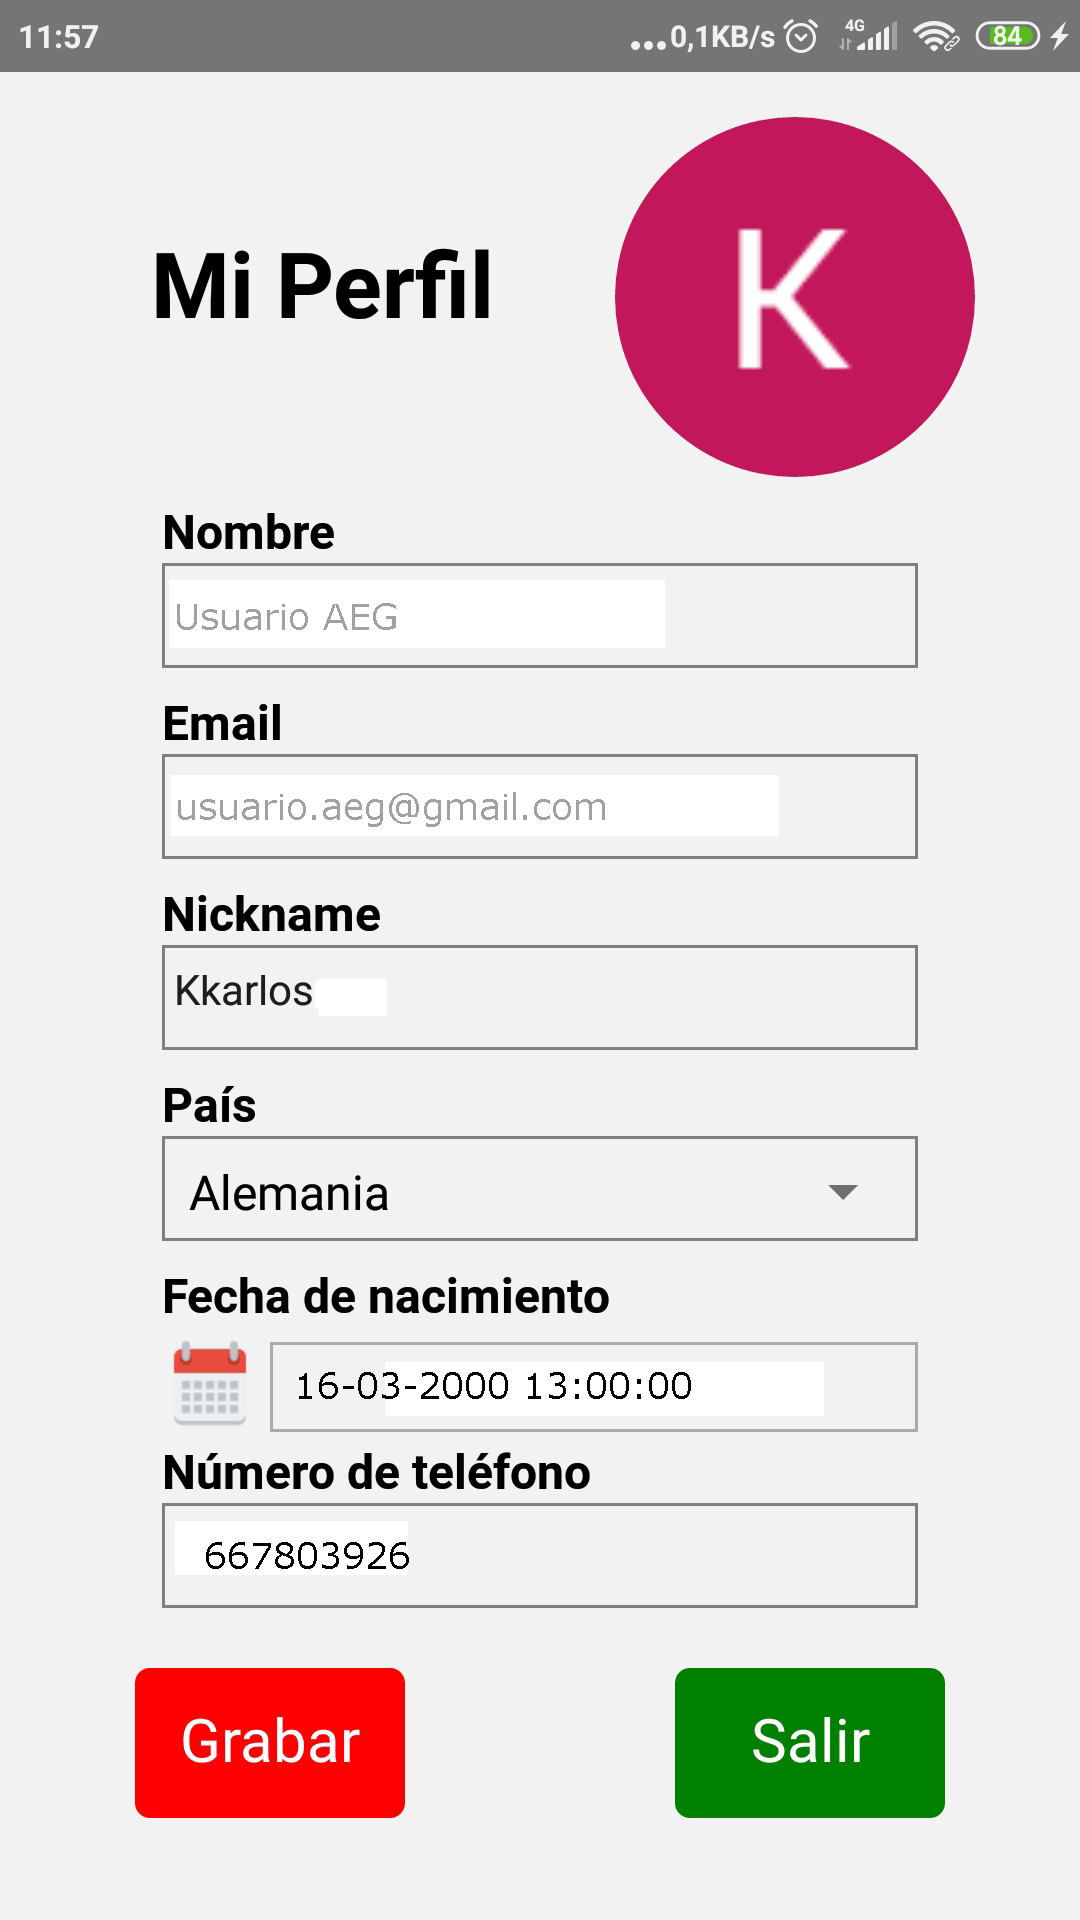 11:57
...0,1KB/s 4G 84
K
Mi Perfil
Nombre
Usuario AEG
Email
usuario.aeg@gmail.com
Nickname
Kkarlos
País
Alemania
Fecha de nacimiento
16-03-2000 13:00:00
Número de teléfono
667803926
Grabar Salir